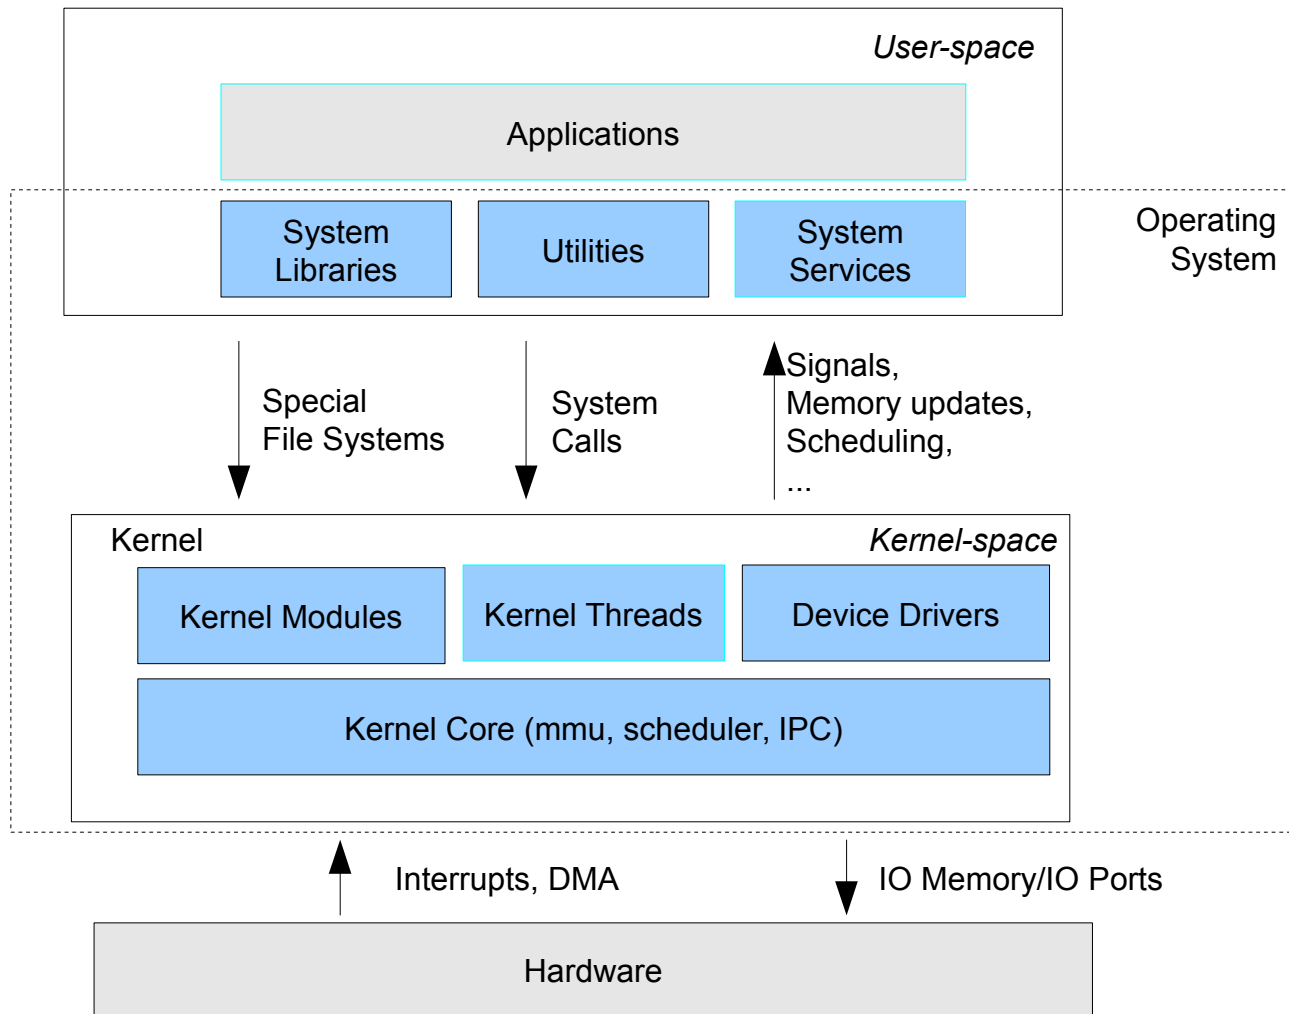 User-space
Applications
System
Libraries
Utilities
System
Services
Operating
System
Special
File Systems
System
Calls
Signals,
Memory updates,
Scheduling,
...
Kernel
Kernel-space
Kernel Modules
Kernel Threads
Device Drivers
Kernel Core (mmu, scheduler, IPC)
Interrupts, DMA
IO Memory/IO Ports
Hardware